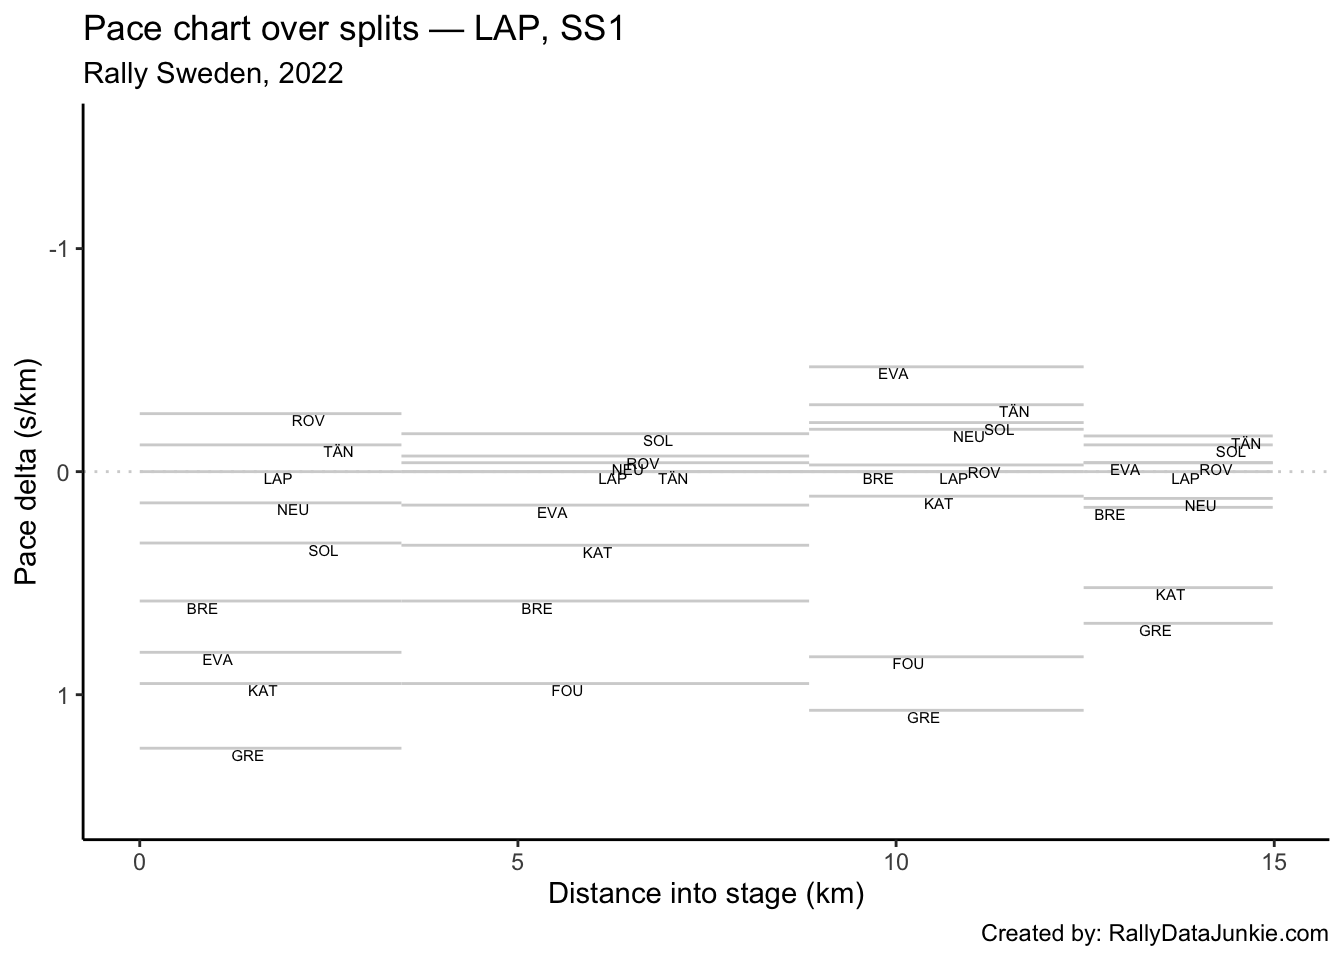 Pace chart over splits — LAP, SS1
Rally Sweden, 2022
Pace delta (s/km)
-1
0
1
ROV
TÄN
LAP
NEU
SOL
BRE
EVA
KAT
GRE
SOL
ROV
NEU
LAP
TÄN
EVA
KAT
BRE
FOU
EVA
TÄN
SOL
NEU
ROV
BRE
LAP
KAT
FOU
GRE
TÄN
SOL
EVA
ROV
LAP
NEU
BRE
KAT
GRE
0 5 10 15
Distance into stage (km)
Created by: RallyDataJunkie.com